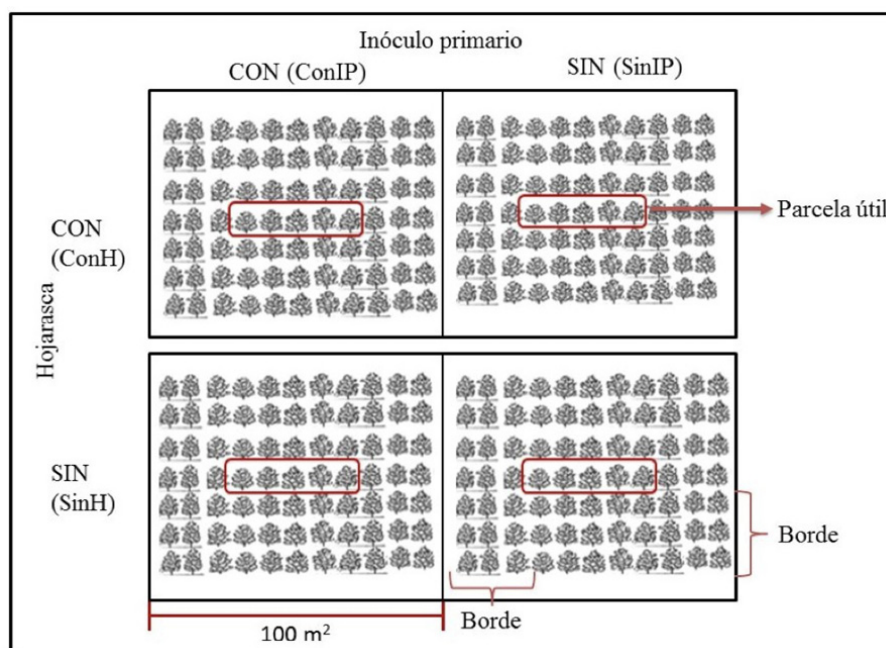 Inóculo primario
CON (ConIP)
SIN (SinIP)
CON
(ConH)
Parcela útil
Hojarasca
SIN
(SinH)
Borde
Borde
100 m²